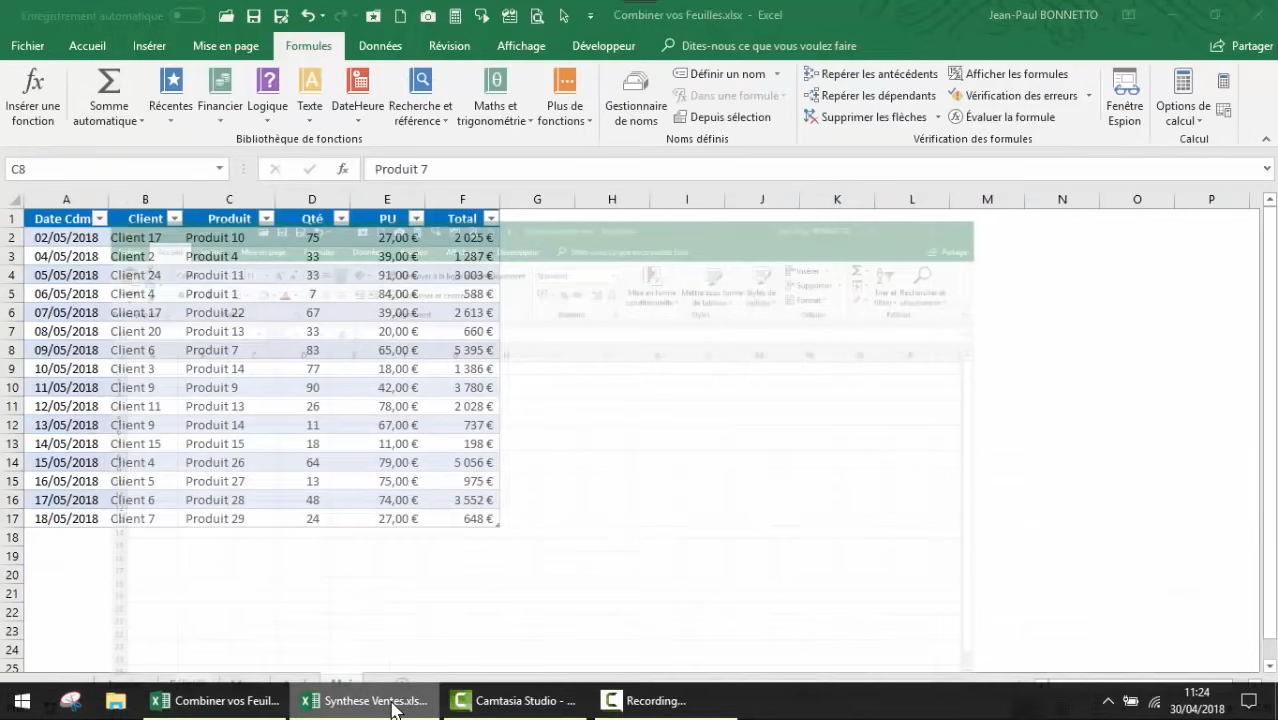 Enregistrement automatique
Combiner vos Feuilles.xlsx - Excel
Jean-Paul BONNETTO
Fichier Accueil Insérer Mise en page Formules Données Révision Affichage Développeur Dites-nous ce que vous voulez faire Partager
Insérer une fonction
Somme automatique
Récentes
Financier
Logique
Texte
DateHeure
Recherche et référence
Maths et trigonométrie
Plus de fonctions
Bibliothèque de fonctions
Gestionnaire de noms
Définir un nom
Dans une formule
Depuis sélection
Noms définis
Repérer les antécédents
Repérer les dépendants
Supprimer les flèches
Afficher les formules
Vérification des erreurs
Évaluer la formule
Vérification des formules
Fenêtre Espion
Options de calcul
Calcul
C8 fx Produit 7
A B C D E F G H I J K L M N O P
1 Date Cdm Client Produit Qté PU Total
2 02/05/2018 Client 17 Produit 10 75 27,00 € 2 025 €
3 04/05/2018 Client 2 Produit 4 33 39,00 € 1 287 €
4 05/05/2018 Client 24 Produit 11 33 91,00 € 3 003 €
5 06/05/2018 Client 4 Produit 1 7 84,00 € 588 €
6 07/05/2018 Client 17 Produit 22 67 39,00 € 2 613 €
7 08/05/2018 Client 20 Produit 13 33 20,00 € 660 €
8 09/05/2018 Client 6 Produit 7 83 65,00 € 5 395 €
9 10/05/2018 Client 3 Produit 14 77 18,00 € 1 386 €
10 11/05/2018 Client 9 Produit 9 90 42,00 € 3 780 €
11 12/05/2018 Client 11 Produit 13 26 78,00 € 2 028 €
12 13/05/2018 Client 9 Produit 14 11 67,00 € 737 €
13 14/05/2018 Client 15 Produit 15 18 11,00 € 198 €
14 15/05/2018 Client 4 Produit 26 64 79,00 € 5 056 €
15 16/05/2018 Client 5 Produit 27 13 75,00 € 975 €
16 17/05/2018 Client 6 Produit 28 48 74,00 € 3 552 €
17 18/05/2018 Client 7 Produit 29 24 27,00 € 648 €
18
19
20
21
22
23
24
25
Combiner vos Feuil... Synthese Ventes.xls... Camtasia Studio - ... Recording...
11:24
30/04/2018